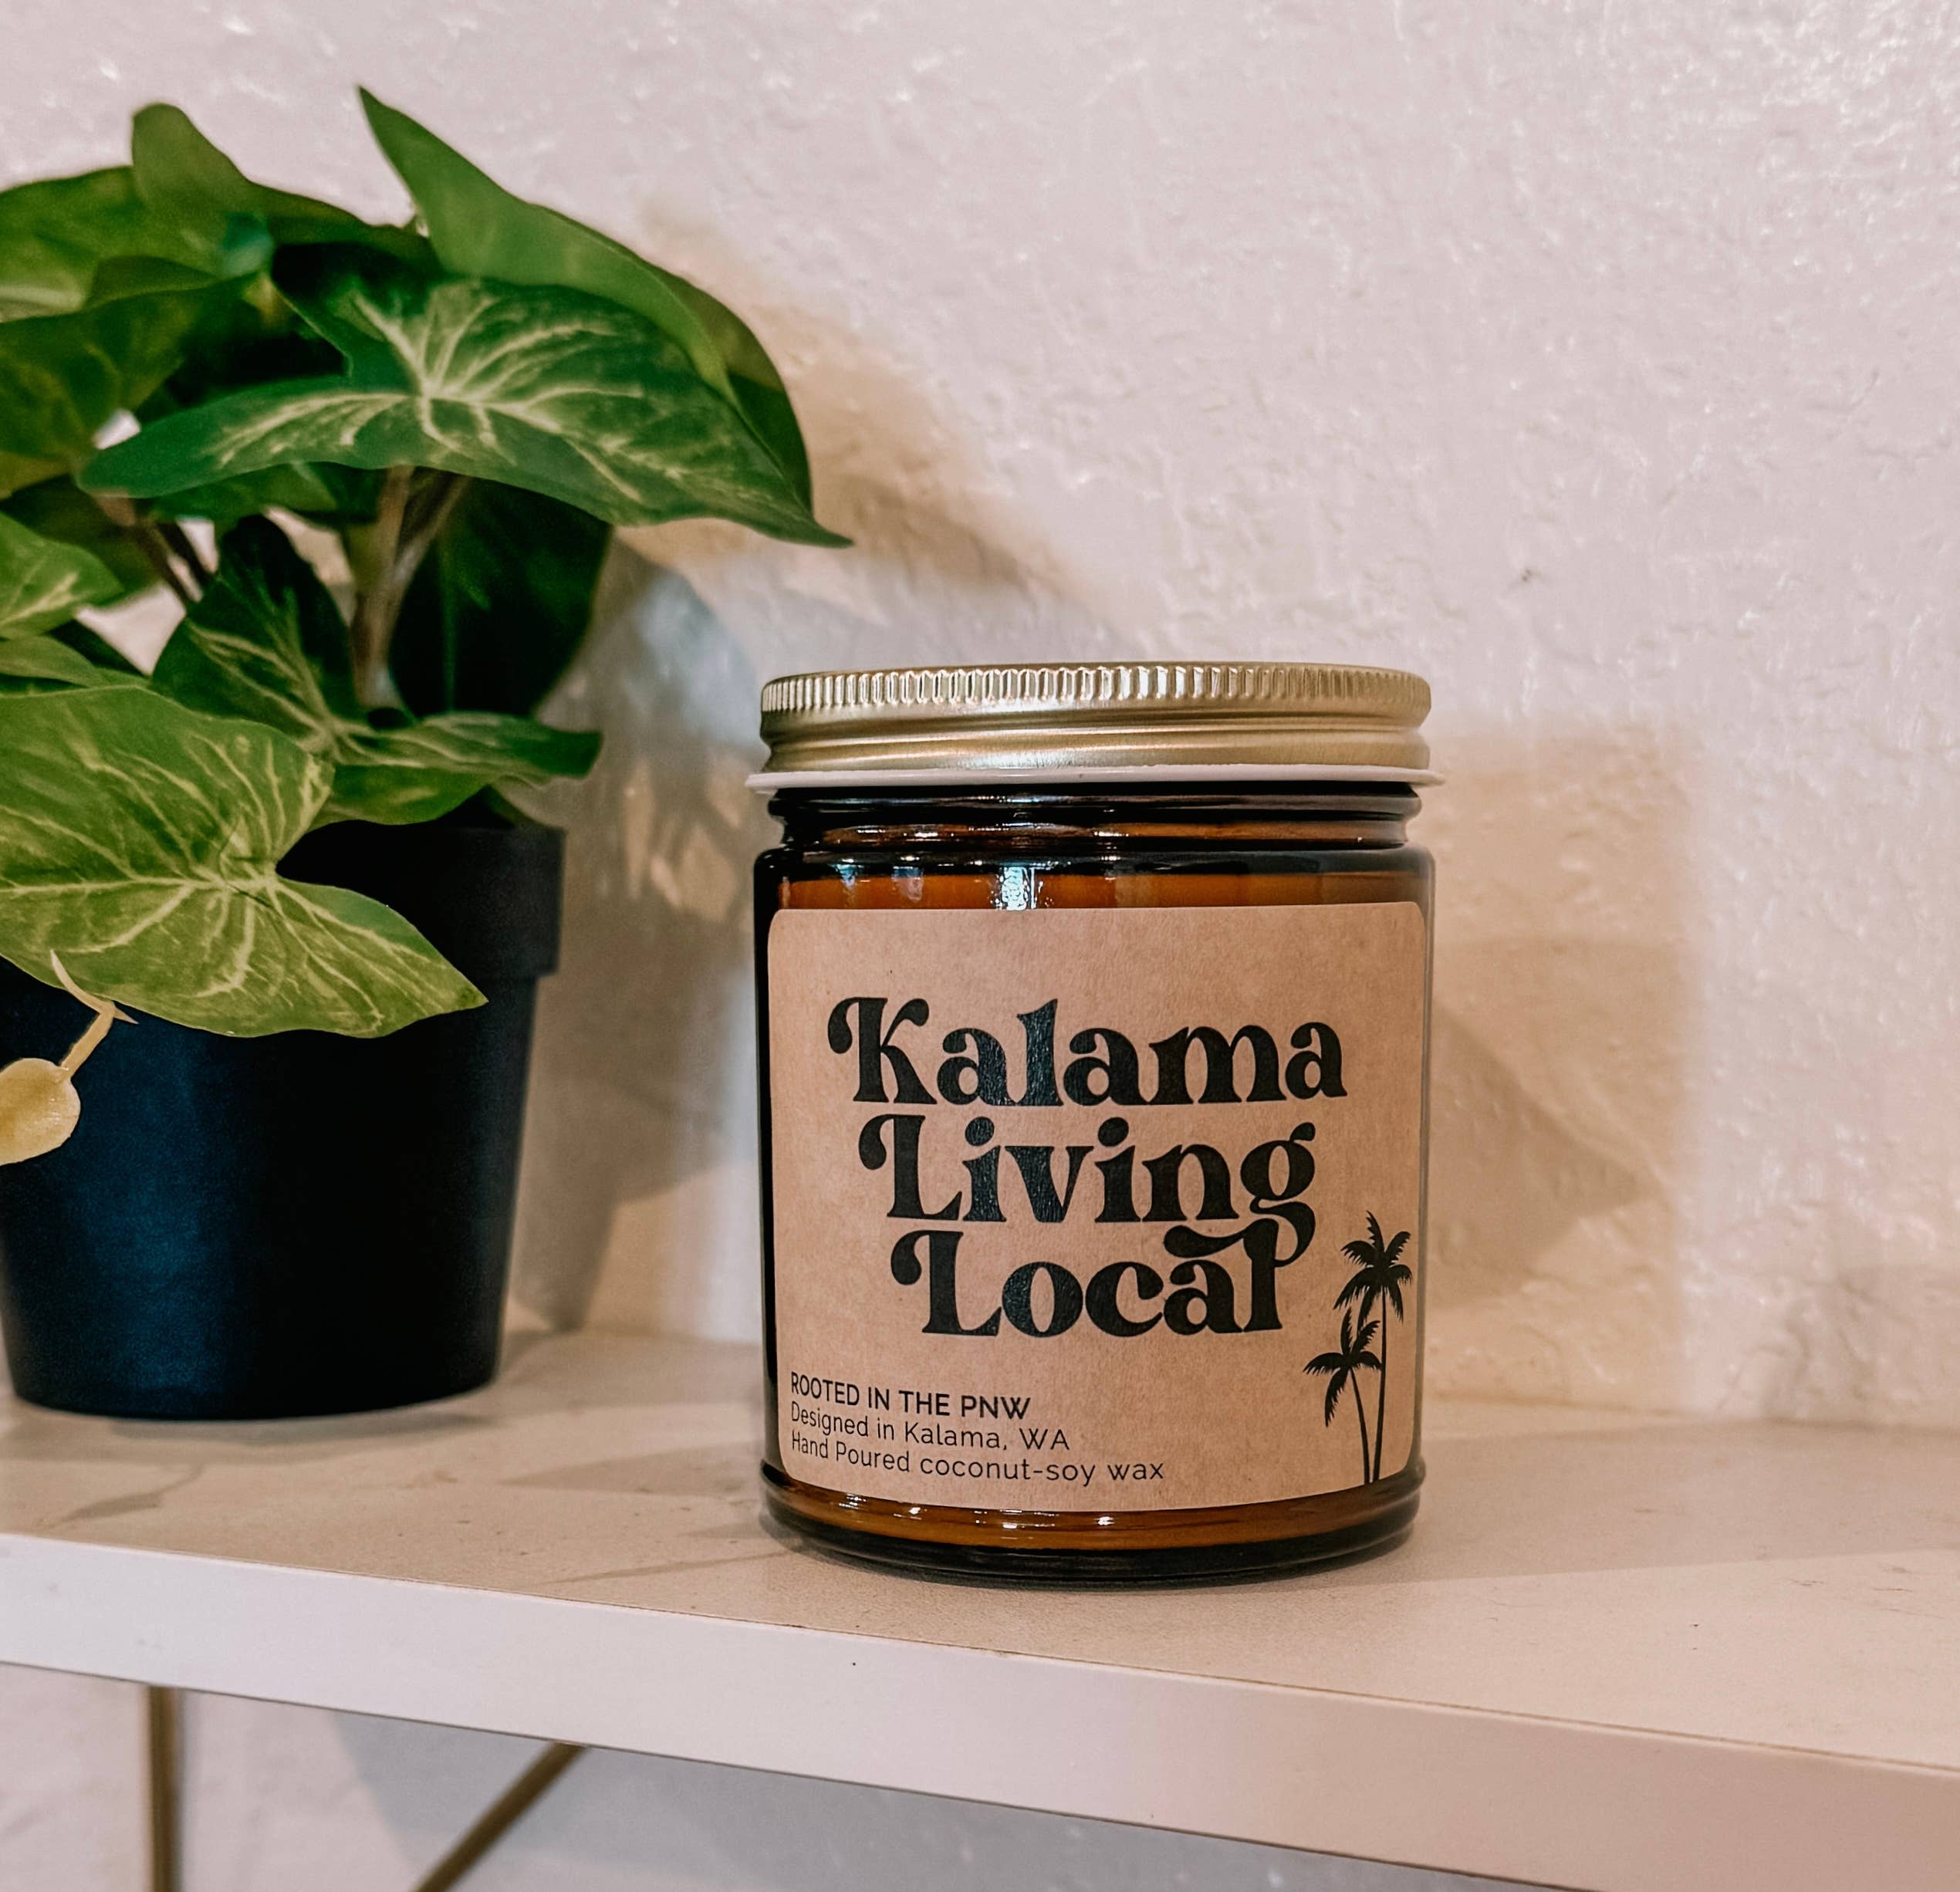 Kalama
Living
Local
ROOTED IN THE PNW
Designed in Kalama, WA
Hand Poured coconut-soy wax